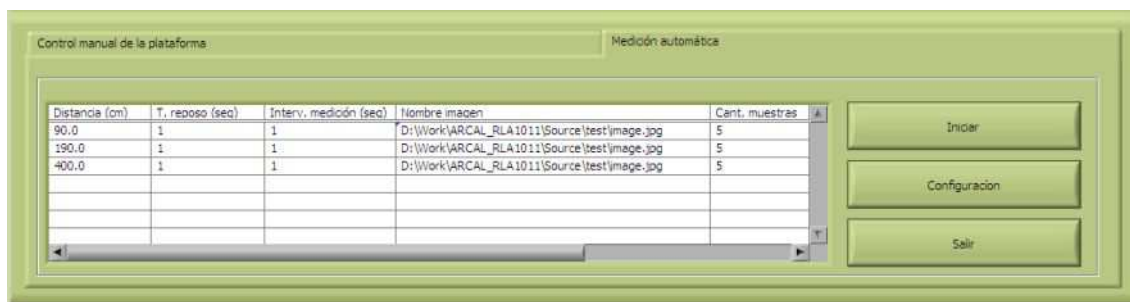 Control manual de la plataforma Medición automática
Distancia (cm) T. reposo (seg) Interv. medición (seg) Nombre imagen Cant. muestras
90.0 1 1 D:\Work\ARCAL_RLA1011\Source\test\image.jpg 5
190.0 1 1 D:\Work\ARCAL_RLA1011\Source\test\image.jpg 5
400.0 1 1 D:\Work\ARCAL_RLA1011\Source\test\image.jpg 5
Iniciar
Configuracion
Salir